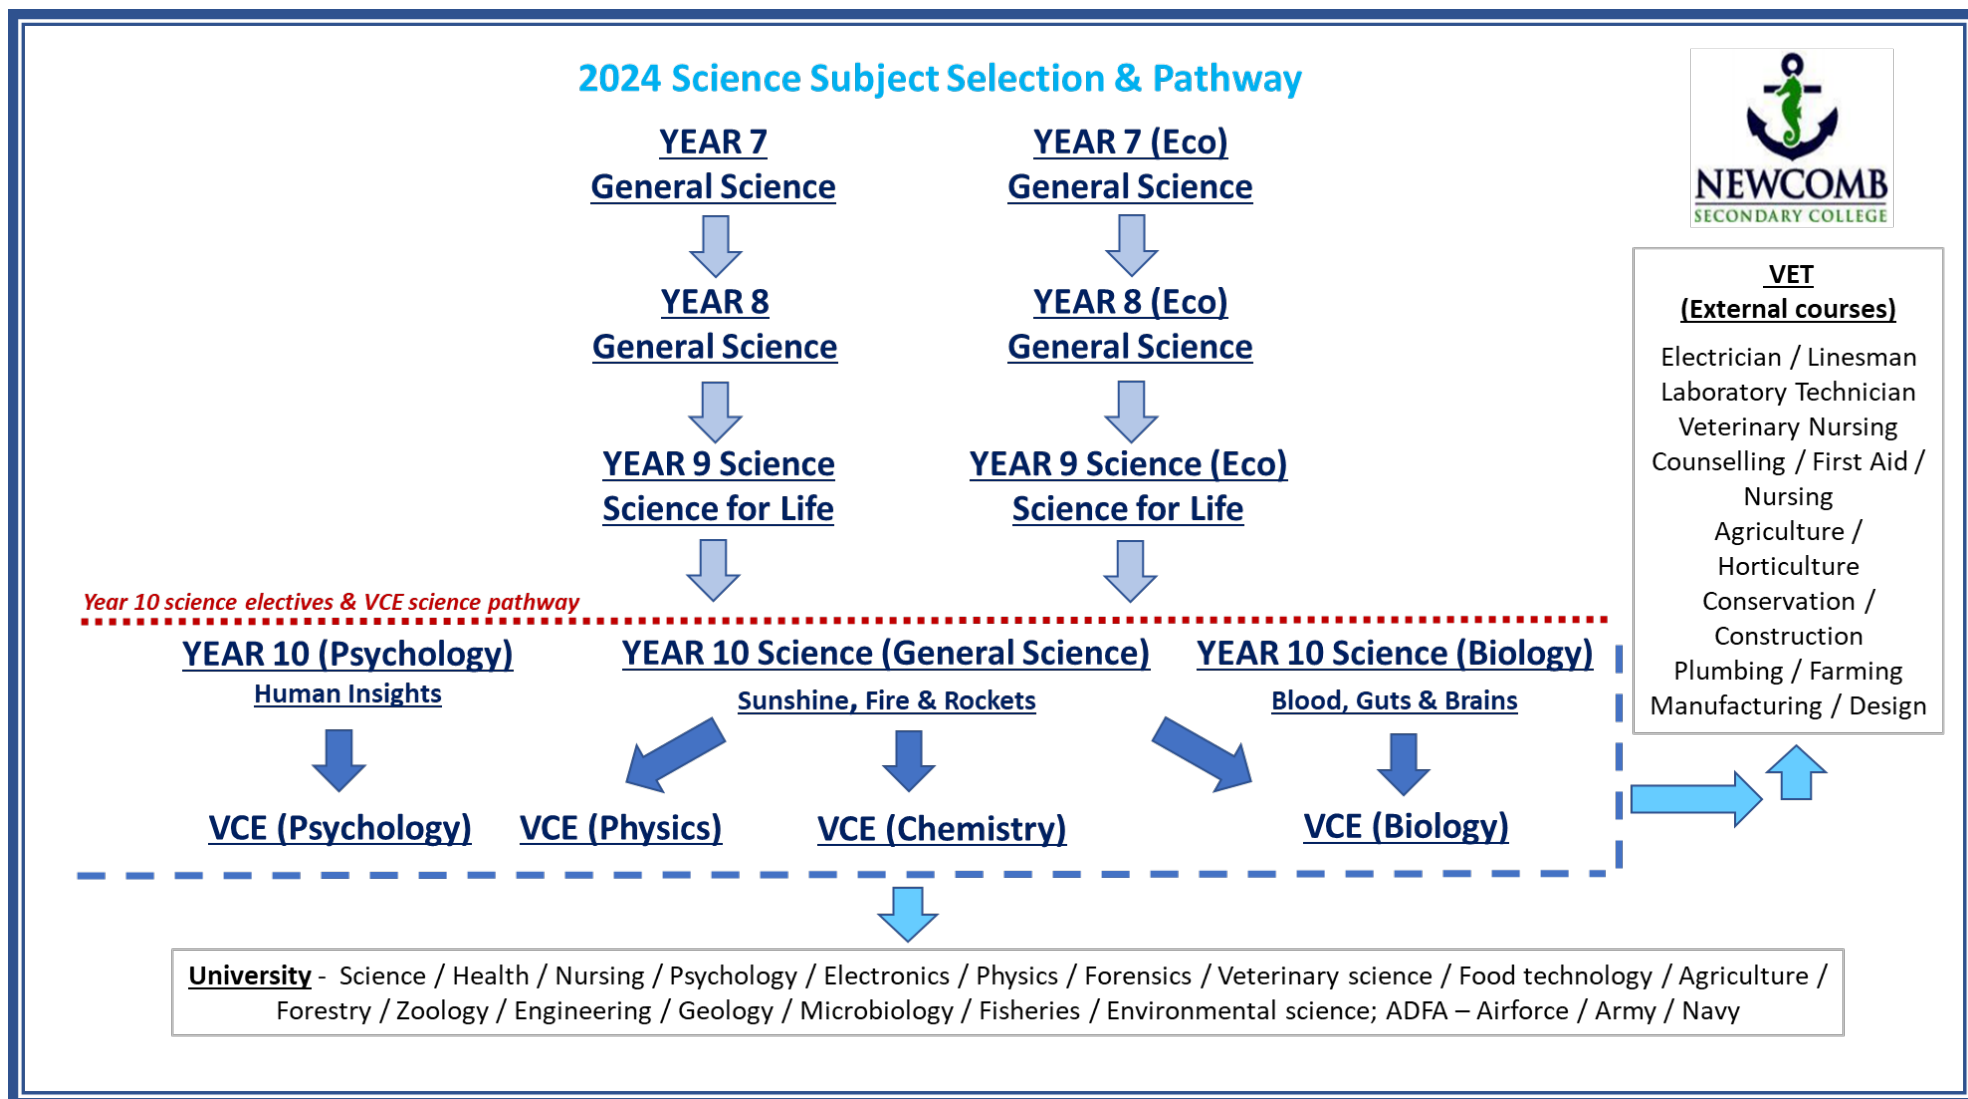 2024 Science Subject Selection & Pathway
YEAR 7
General Science
YEAR 7 (Eco)
General Science
NEWCOMB
SECONDARY COLLEGE
YEAR 8
General Science
YEAR 8 (Eco)
General Science
YEAR 9 Science
Science for Life
YEAR 9 Science (Eco)
Science for Life
VET
(External courses)
Electrician / Linesman
Laboratory Technician
Veterinary Nursing
Counselling / First Aid /
Nursing
Agriculture /
Horticulture
Conservation /
Construction
Plumbing / Farming
Manufacturing / Design
Year 10 science electives & VCE science pathway
YEAR 10 (Psychology)
Human Insights
YEAR 10 Science (General Science)
Sunshine, Fire & Rockets
YEAR 10 Science (Biology)
Blood, Guts & Brains
VCE (Psychology)
VCE (Physics)
VCE (Chemistry)
VCE (Biology)
University - Science / Health / Nursing / Psychology / Electronics / Physics / Forensics / Veterinary science / Food technology / Agriculture /
Forestry / Zoology / Engineering / Geology / Microbiology / Fisheries / Environmental science; ADFA – Airforce / Army / Navy